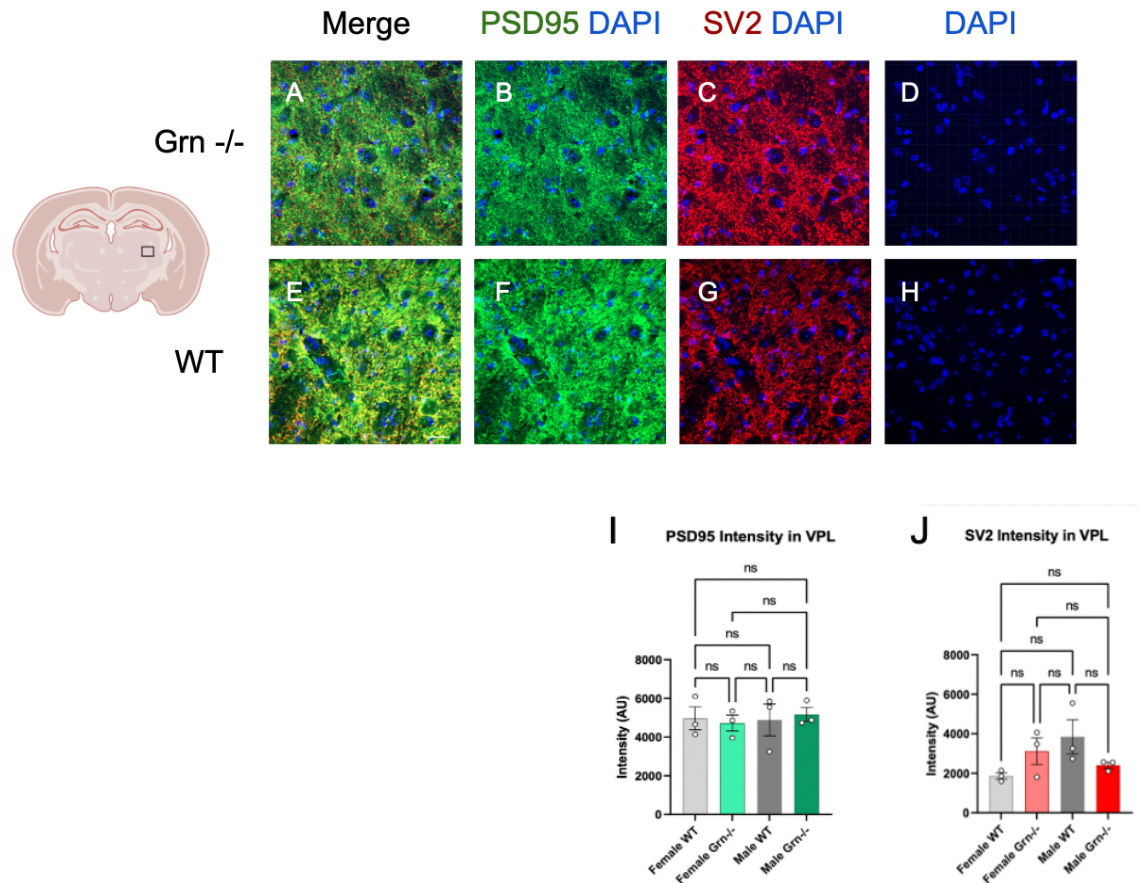 Merge PSD95 DAPI SV2 DAPI DAPI
Grn -/-
A B C D
WT
E F G H
I PSD95 Intensity in VPL
ns
ns
ns
ns ns ns
8000
6000
4000
2000
0
Intensity (AU)
Female WT
Female Grn-/-
Male WT
Male Grn-/-
J SV2 Intensity in VPL
ns
ns
ns
ns ns ns
8000
6000
4000
2000
0
Intensity (AU)
Female WT
Female Grn-/-
Male WT
Male Grn-/-